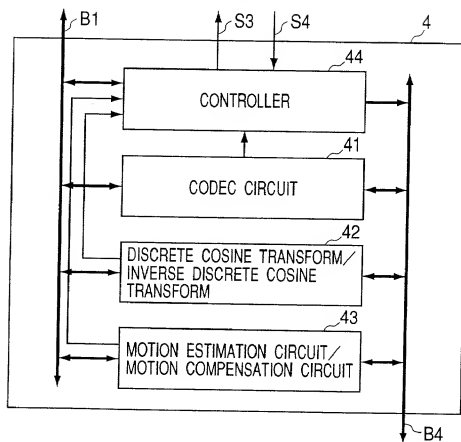 B1
S3
S4
4
44
CONTROLLER
41
CODEC CIRCUIT
42
DISCRETE COSINE TRANSFORM/
INVERSE DISCRETE COSINE
TRANSFORM
43
MOTION ESTIMATION CIRCUIT/
MOTION COMPENSATION CIRCUIT
B4